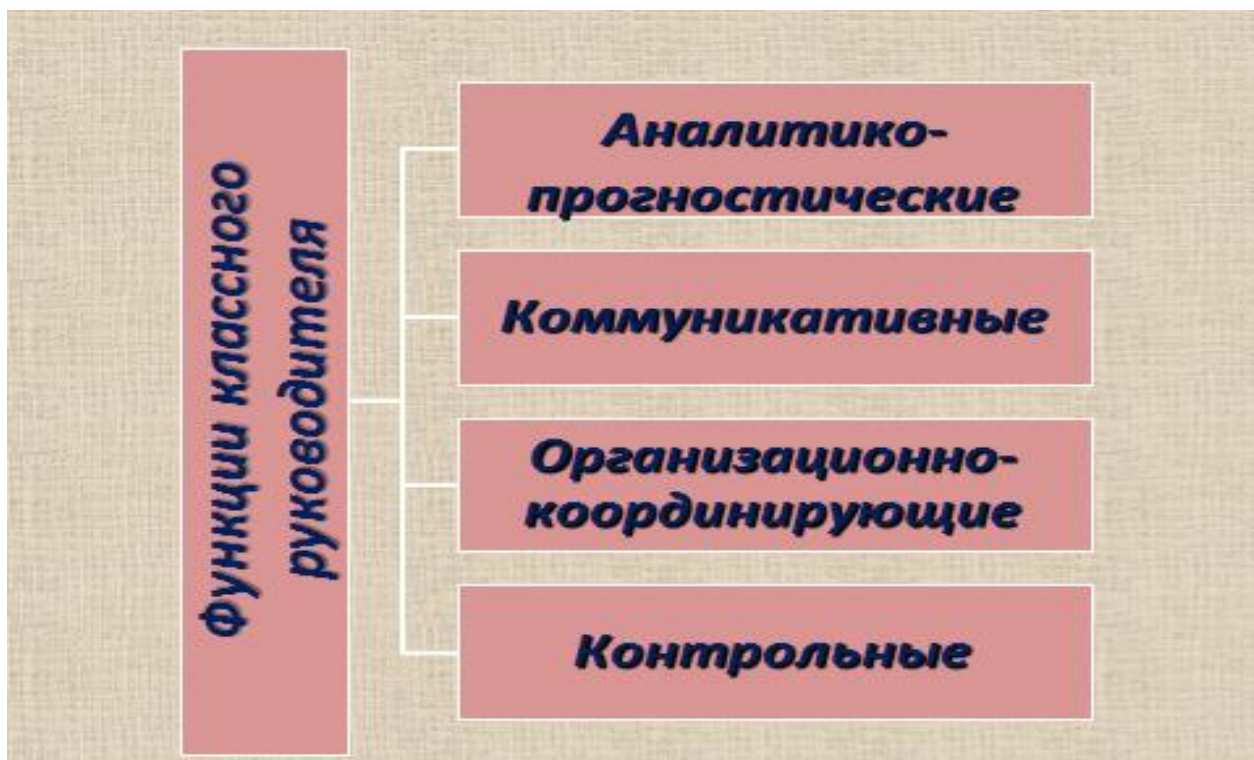 Функции классного
руководителя
Аналитико-
прогностические
Коммуникативные
Организационно-
координирующие
Контрольные